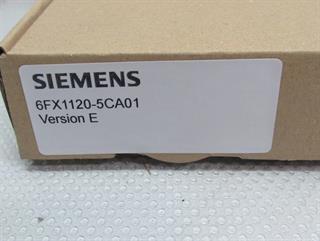 SIEMENS
6FX1120-5CA01
Version E